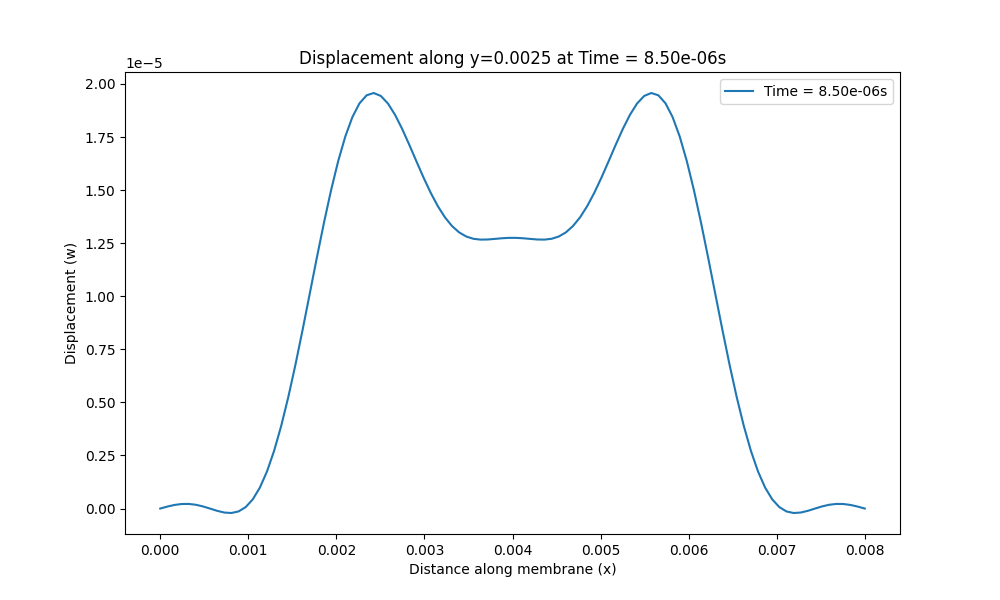 Displacement along y=0.0025 at Time = 8.50e-06s
1e−5
Time = 8.50e-06s
2.00
1.75
1.50
1.25
1.00
0.75
0.50
0.25
0.00
Displacement (w)
0.000 0.001 0.002 0.003 0.004 0.005 0.006 0.007 0.008
Distance along membrane (x)